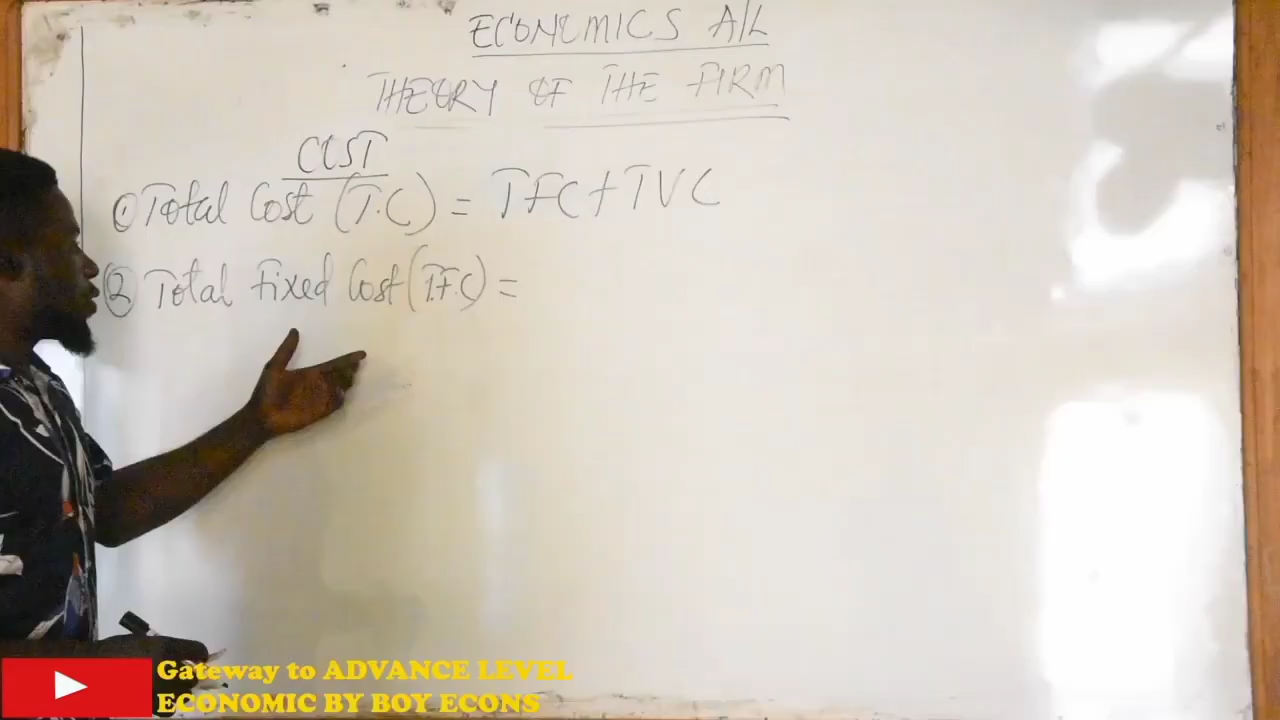 ECONOMICS A/L
THEORY OF THE FIRM
COST
① Total Cost (T.C) = TFC + TVC
② Total Fixed Cost (T.F.C) =
Gateway to ADVANCE LEVEL
ECONOMIC BY BOY ECONS